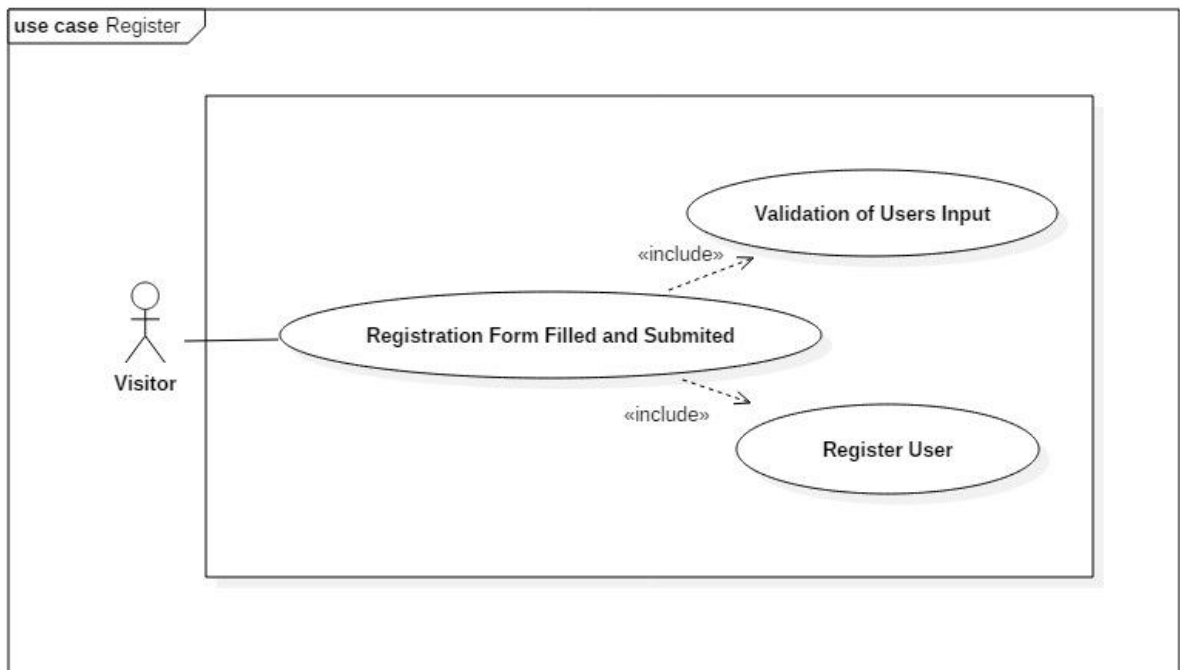 use case Register
Validation of Users Input
«include»
Registration Form Filled and Submited
Visitor
«include»
Register User